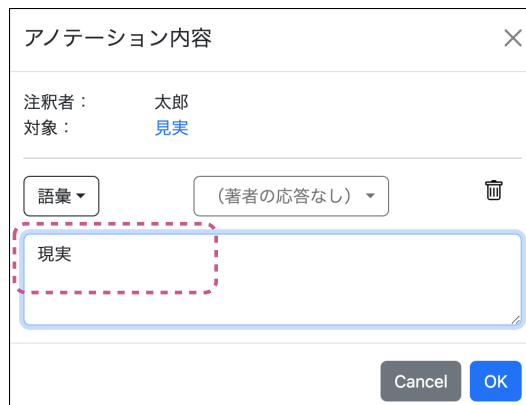 アノテーション内容
注釈者： 太郎
対象： 見実
語彙 （著者の応答なし）
現実
Cancel OK